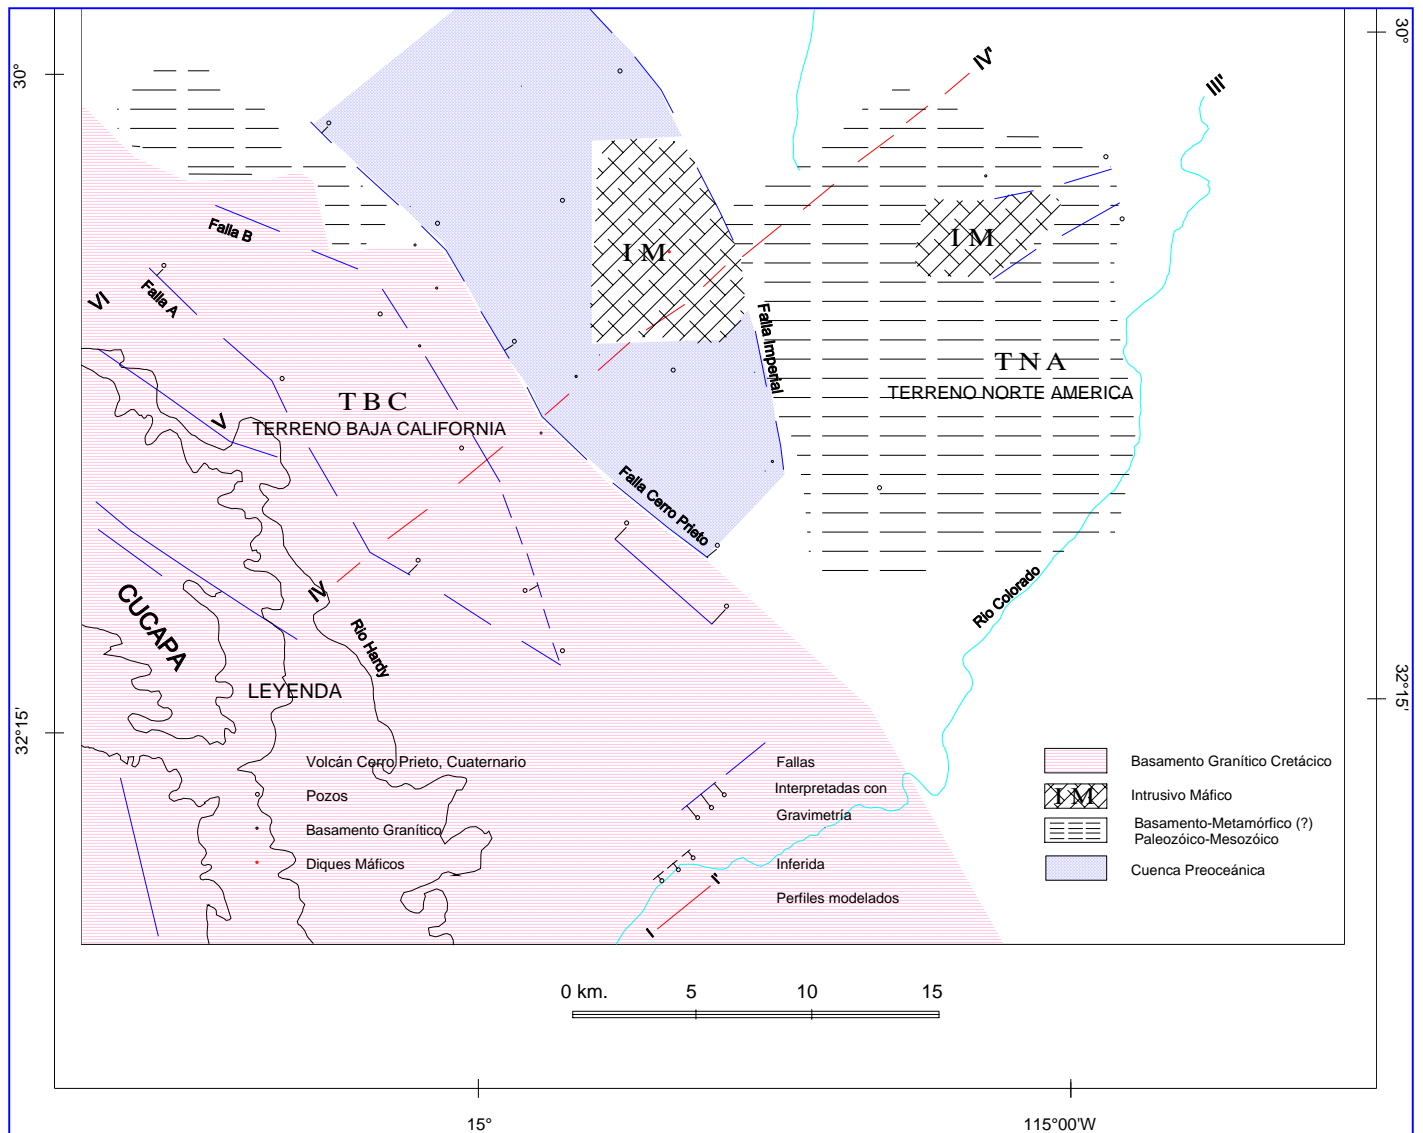 30°
30°
IV'
III'
Falla B
VI
Falla A
I M
I M
Falla Imperial
T N A
TERRENO NORTE AMERICA
T B C
TERRENO BAJA CALIFORNIA
V
Falla Cerro Prieto
IV
Rio Hardy
Rio Colorado
CUCAPA
32°15'
32°15'
LEYENDA
Volcán Cerro Prieto, Cuaternario
Pozos
Basamento Granítico
Diques Máficos
Fallas
Interpretadas con
Gravimetría
Inferida
I'
Perfiles modelados
I
Basamento Granítico Cretácico
I M
Intrusivo Máfico
Basamento-Metamórfico (?)
Paleozóico-Mesozóico
Cuenca Preoceánica
0 km. 5 10 15
15°
115°00'W